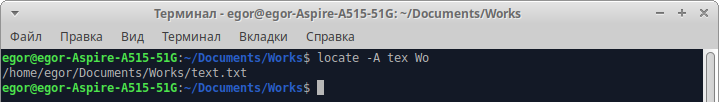 Терминал - egor@egor-Aspire-A515-51G: ~/Documents/Works
Файл Правка Вид Терминал Вкладки Справка
egor@egor-Aspire-A515-51G:~/Documents/Works$ locate -A tex Wo
/home/egor/Documents/Works/text.txt
egor@egor-Aspire-A515-51G:~/Documents/Works$